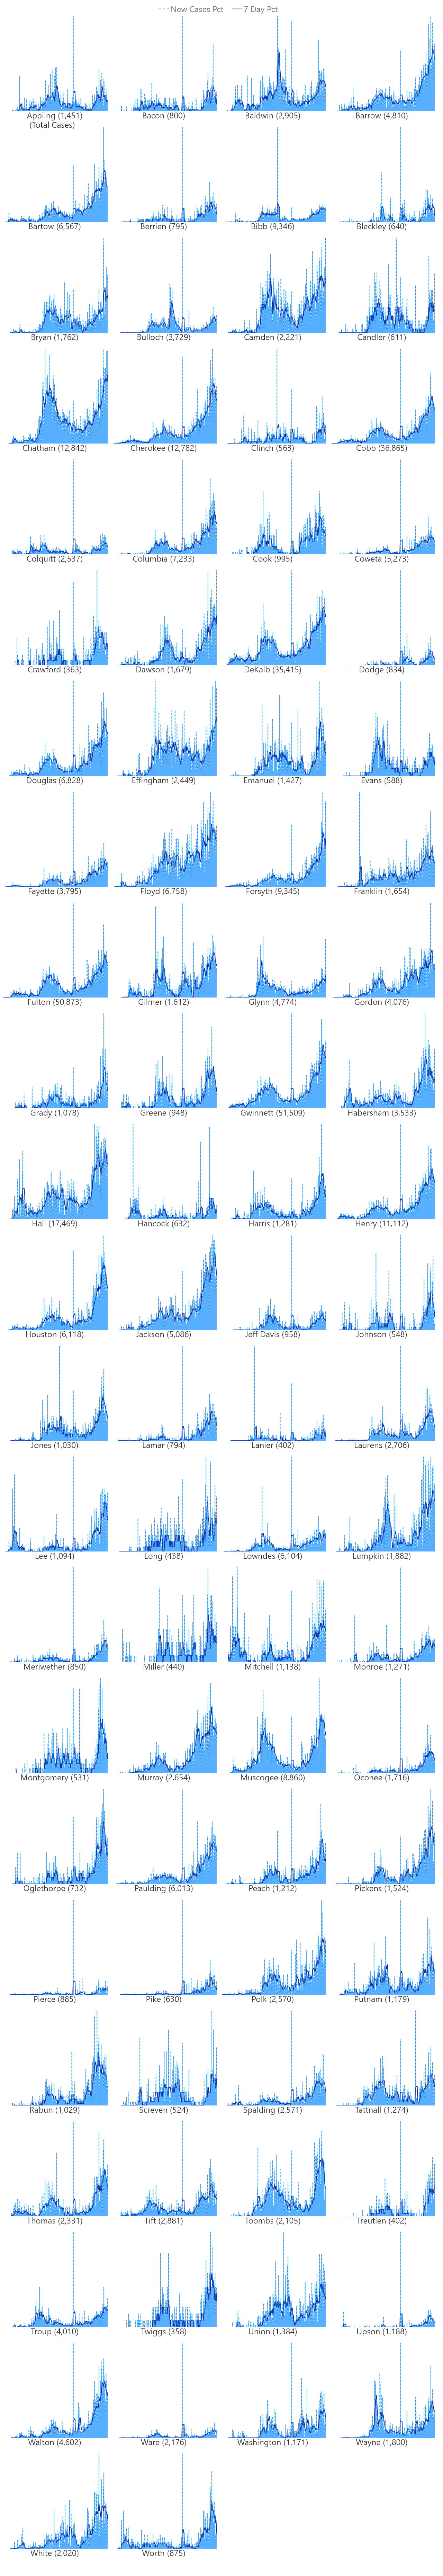 New Cases Pct 7 Day Pct
Appling (1,451) Bacon (800) Baldwin (2,905) Barrow (4,810)
(Total Cases)
Bartow (6,567) Berrien (795) Bibb (9,346) Bleckley (640)
Bryan (1,762) Bulloch (3,729) Camden (2,221) Candler (611)
Chatham (12,842) Cherokee (12,782) Clinch (563) Cobb (36,865)
Colquitt (2,537) Columbia (7,233) Cook (995) Coweta (5,273)
Crawford (363) Dawson (1,679) DeKalb (35,415) Dodge (834)
Douglas (6,828) Effingham (2,449) Emanuel (1,427) Evans (588)
Fayette (3,795) Floyd (6,758) Forsyth (9,345) Franklin (1,654)
Fulton (50,873) Gilmer (1,612) Glynn (4,774) Gordon (4,076)
Grady (1,078) Greene (948) Gwinnett (51,509) Habersham (3,533)
Hall (17,469) Hancock (632) Harris (1,281) Henry (11,112)
Houston (6,118) Jackson (5,086) Jeff Davis (958) Johnson (548)
Jones (1,030) Lamar (794) Lanier (402) Laurens (2,706)
Lee (1,094) Long (438) Lowndes (6,104) Lumpkin (1,882)
Meriwether (850) Miller (440) Mitchell (1,138) Monroe (1,271)
Montgomery (531) Murray (2,654) Muscogee (8,860) Oconee (1,716)
Oglethorpe (732) Paulding (6,013) Peach (1,212) Pickens (1,524)
Pierce (885) Pike (630) Polk (2,570) Putnam (1,179)
Rabun (1,029) Screven (524) Spalding (2,571) Tattnall (1,274)
Thomas (2,331) Tift (2,881) Toombs (2,105) Treutlen (402)
Troup (4,010) Twiggs (358) Union (1,384) Upson (1,188)
Walton (4,602) Ware (2,176) Washington (1,171) Wayne (1,800)
White (2,020) Worth (875)